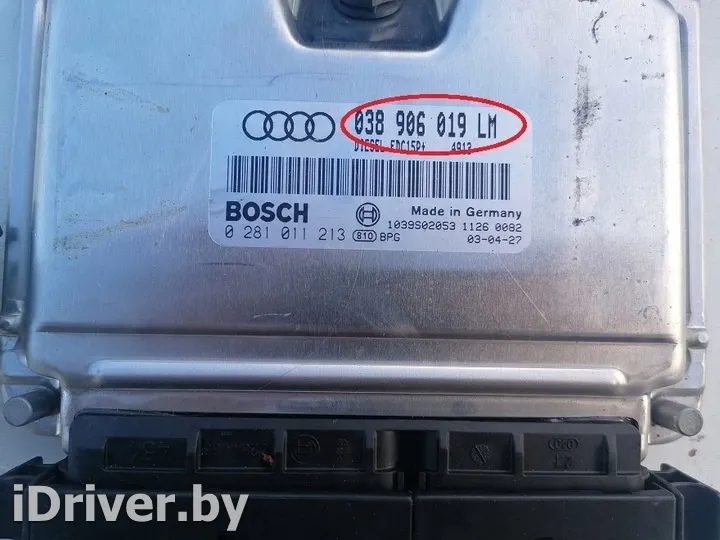 038 906 019 LM
DIESEL EDC15P+ 4913
BOSCH
Made in Germany
1039S02053 1126 0082
0 281 011 213 810 BPG 03-04-27
iDriver.by